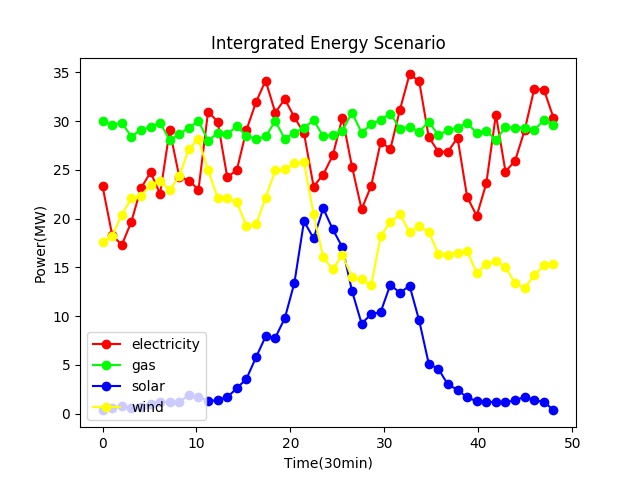 Intergrated Energy Scenario
35
30
25
20
15
10
5
0
Power(MW)
electricity
gas
solar
wind
0 10 20 30 40 50
Time(30min)